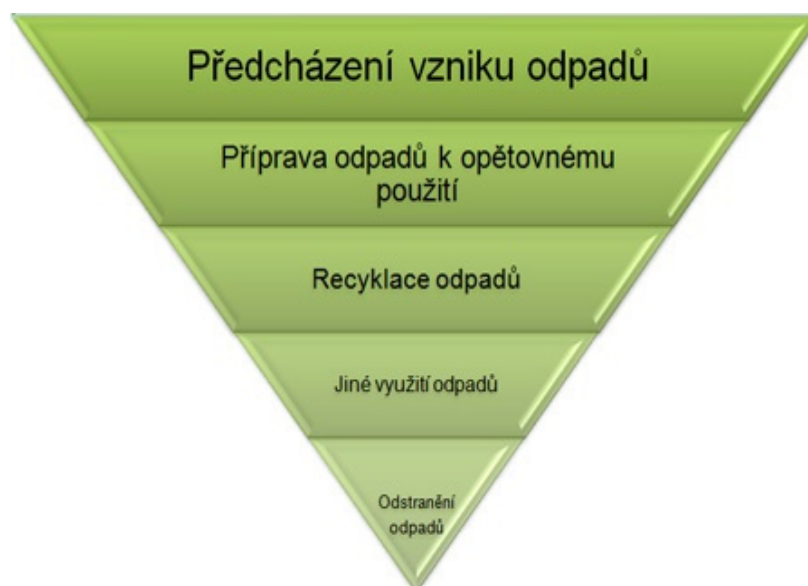 Předcházení vzniku odpadů
Příprava odpadů k opětovnému
použití
Recyklace odpadů
Jiné využití odpadů
Odstranění
odpadů